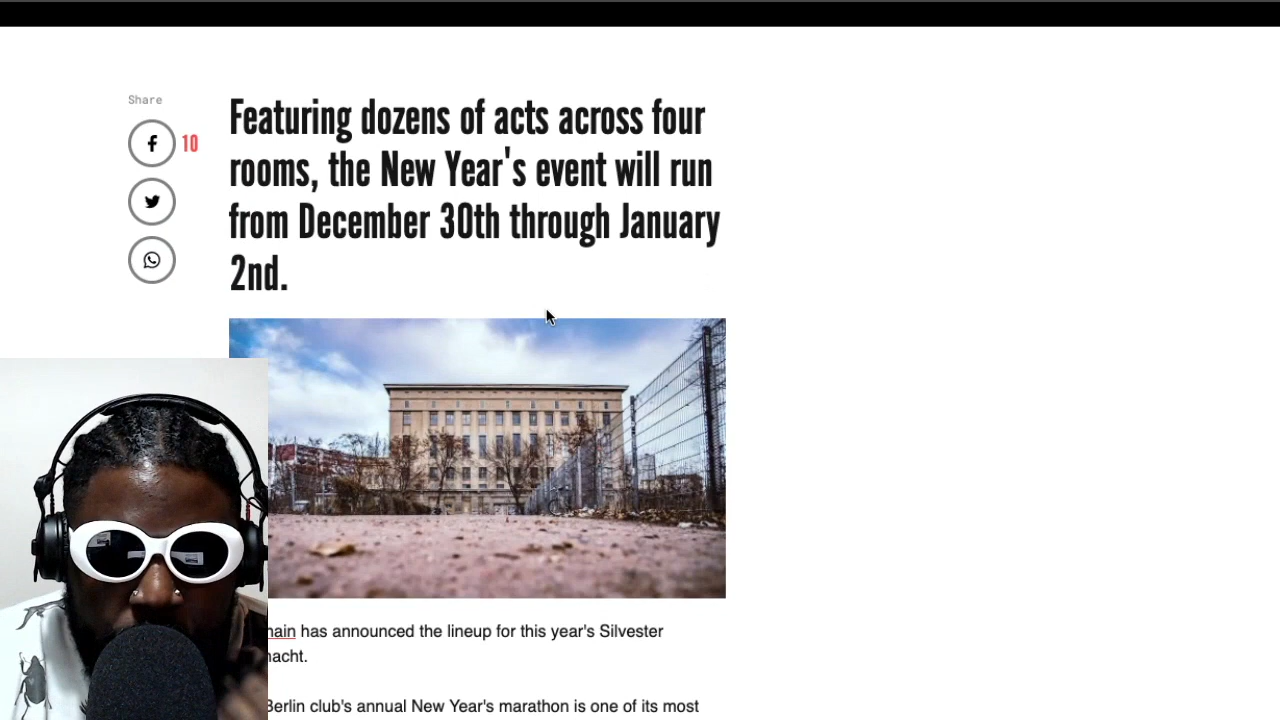 Share
10
Featuring dozens of acts across four
rooms, the New Year's event will run
from December 30th through January
2nd.
has announced the lineup for this year's Silvester
Berlin club's annual New Year's marathon is one of its most